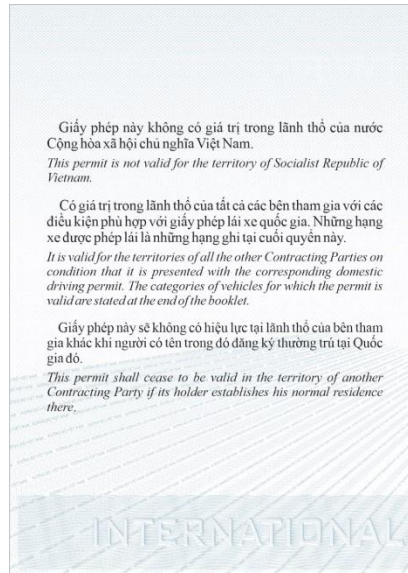 Giấy phép này không có giá trị trong lãnh thổ của nước
Cộng hòa xã hội chủ nghĩa Việt Nam.
This permit is not valid for the territory of Socialist Republic of
Vietnam.
Có giá trị trong lãnh thổ của tất cả các bên tham gia với các
điều kiện phù hợp với giấy phép lái xe quốc gia. Những hạng
xe được phép lái là những hạng ghi tại cuối quyển này.
It is valid for the territories of all the other Contracting Parties on
condition that it is presented with the corresponding domestic
driving permit. The categories of vehicles for which the permit is
valid are stated at the end of the booklet.
Giấy phép này sẽ không có hiệu lực tại lãnh thổ của bên tham
gia khác khi người có tên trong đó đăng ký thường trú tại Quốc
gia đó.
This permit shall cease to be valid in the territory of another
Contracting Party if its holder establishes his normal residence
there.
INTERNATIONAL